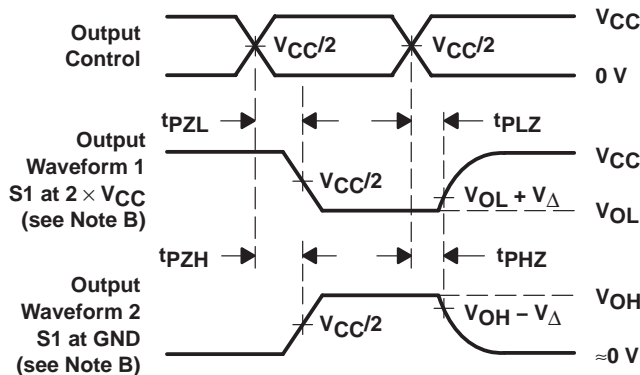 Output
Control
VCC/2
VCC/2
VCC
0 V
tPZL
tPLZ
Output
Waveform 1
S1 at 2 × VCC
(see Note B)
VCC/2
VOL + VΔ
VCC
VOL
tPZH
tPHZ
Output
Waveform 2
S1 at GND
(see Note B)
VCC/2
VOH − VΔ
VOH
≈0 V